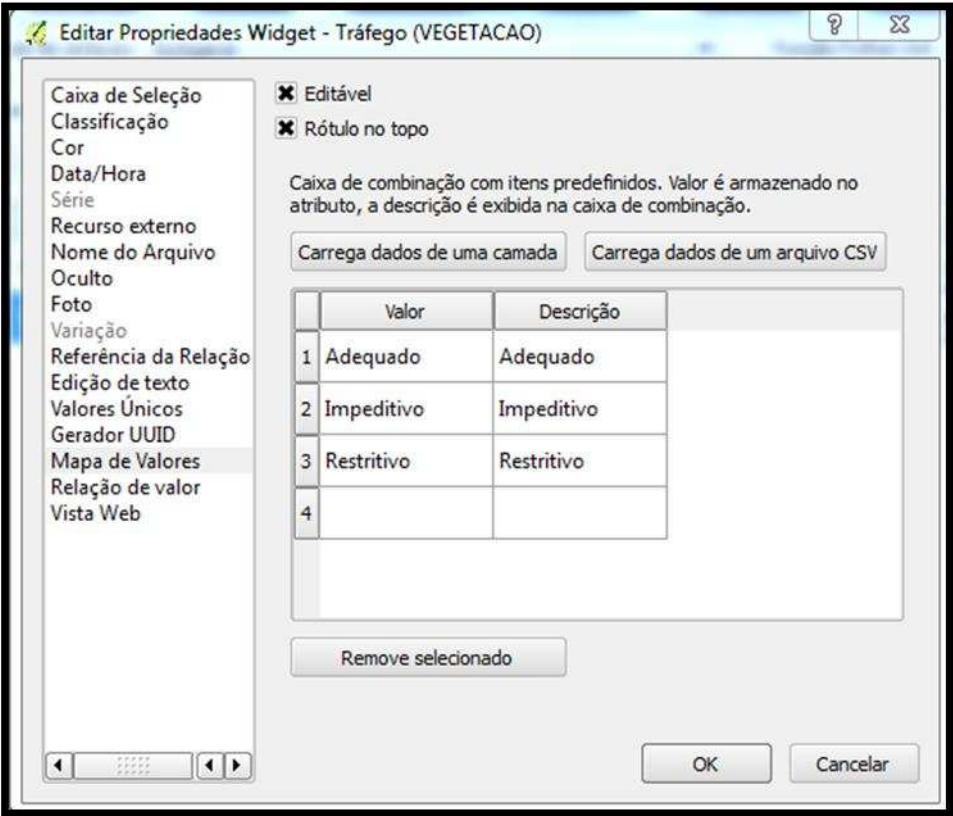 Editar Propriedades Widget - Tráfego (VEGETACAO)
Caixa de Seleção
Classificação
Cor
Data/Hora
Série
Recurso externo
Nome do Arquivo
Oculto
Foto
Variação
Referência da Relação
Edição de texto
Valores Únicos
Gerador UUID
Mapa de Valores
Relação de valor
Vista Web
Editável
Rótulo no topo
Caixa de combinação com itens predefinidos. Valor é armazenado no
atributo, a descrição é exibida na caixa de combinação.
Carrega dados de uma camada Carrega dados de um arquivo CSV
Valor Descrição
1 Adequado Adequado
2 Impeditivo Impeditivo
3 Restritivo Restritivo
4
Remove selecionado
OK Cancelar